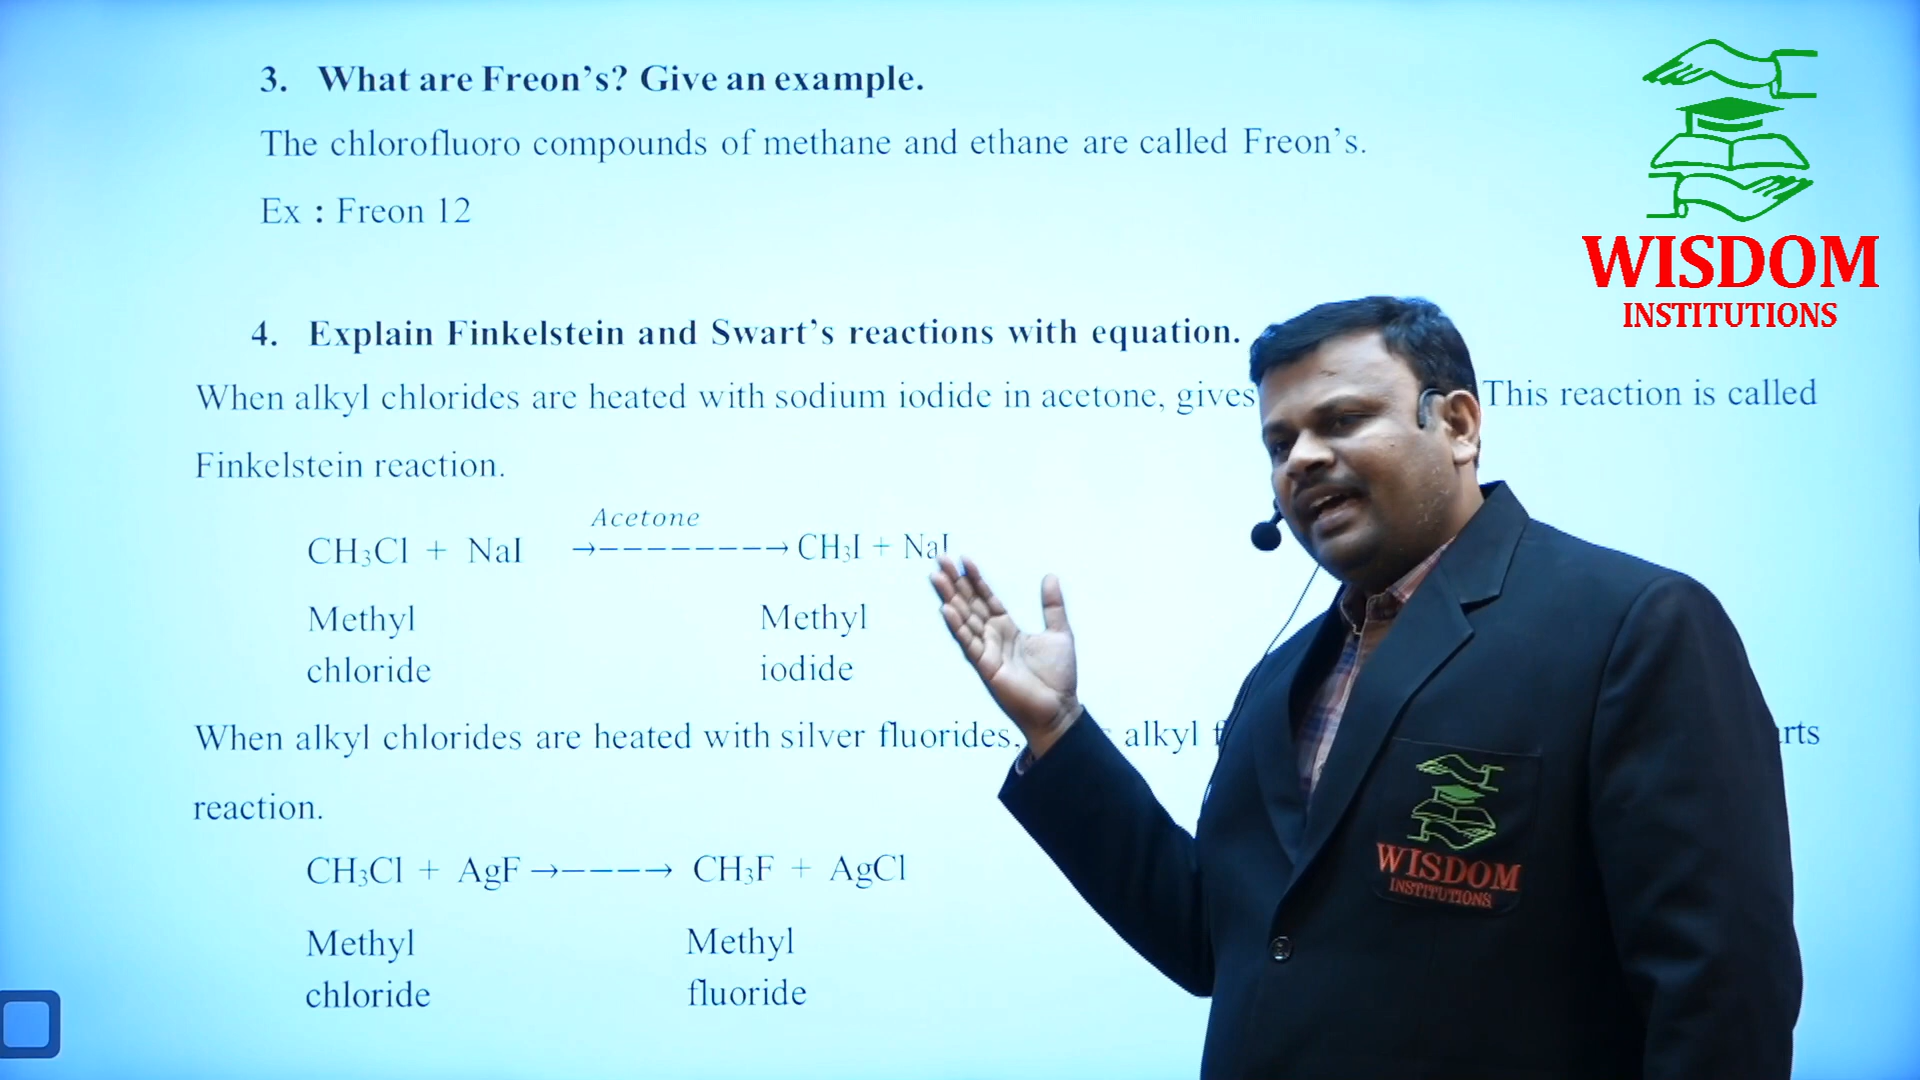 3. What are Freon's? Give an example.
The chlorofluoro compounds of methane and ethane are called Freon's.
Ex : Freon 12
4. Explain Finkelstein and Swart's reactions with equation.
When alkyl chlorides are heated with sodium iodide in acetone, gives This reaction is called
Finkelstein reaction.
Acetone
CH₃Cl + NaI →--------→ CH₃I + NaI
Methyl Methyl
chloride iodide
When alkyl chlorides are heated with silver fluorides, alkyl
reaction.
CH₃Cl + AgF →----→ CH₃F + AgCl
Methyl Methyl
chloride fluoride
WISDOM
INSTITUTIONS
WISDOM
INSTITUTIONS